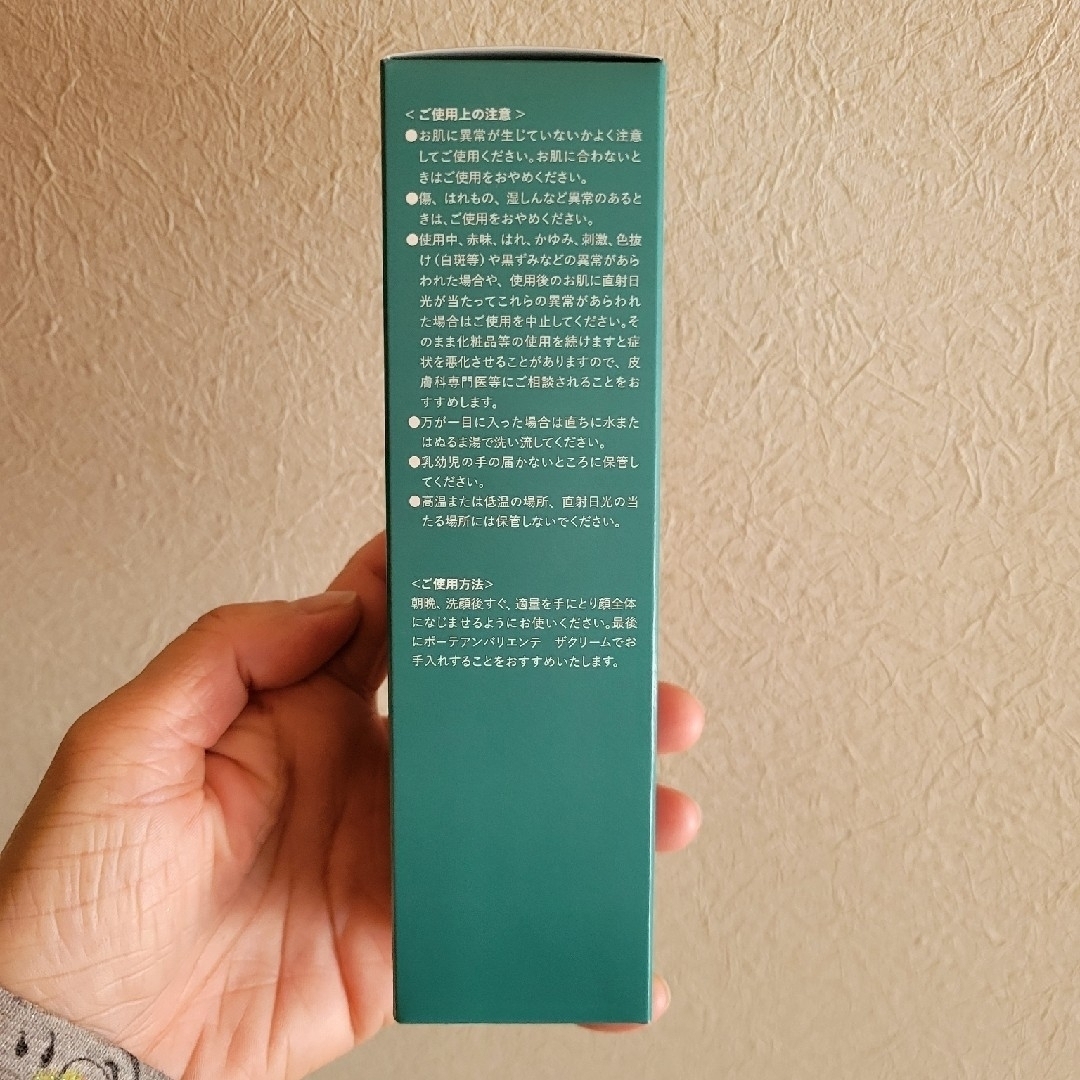 <ご使用上の注意>
●お肌に異常が生じていないかよく注意
してご使用ください。お肌に合わないと
きはご使用をおやめください。
●傷、はれもの、湿しんなど異常のあると
きは、ご使用をおやめください。
●使用中、赤味、はれ、かゆみ、刺激、色抜
け(白斑等)や黒ずみなどの異常があら
われた場合や、使用後のお肌に直射日
光が当たってこれらの異常があらわれ
た場合はご使用を中止してください。そ
のまま化粧品等の使用を続けますと症
状を悪化させることがありますので、皮
膚科専門医等にご相談されることをお
すすめします。
●万が一目に入った場合は直ちに水また
はぬるま湯で洗い流してください。
●乳幼児の手の届かないところに保管し
てください。
●高温または低温の場所、直射日光の当
たる場所には保管しないでください。
<ご使用方法>
朝晩、洗顔後すぐ、適量を手にとり顔全体
になじませるようにお使いください。最後
にボーテアンバリエンテ　ザクリームでお
手入れすることをおすすめいたします。